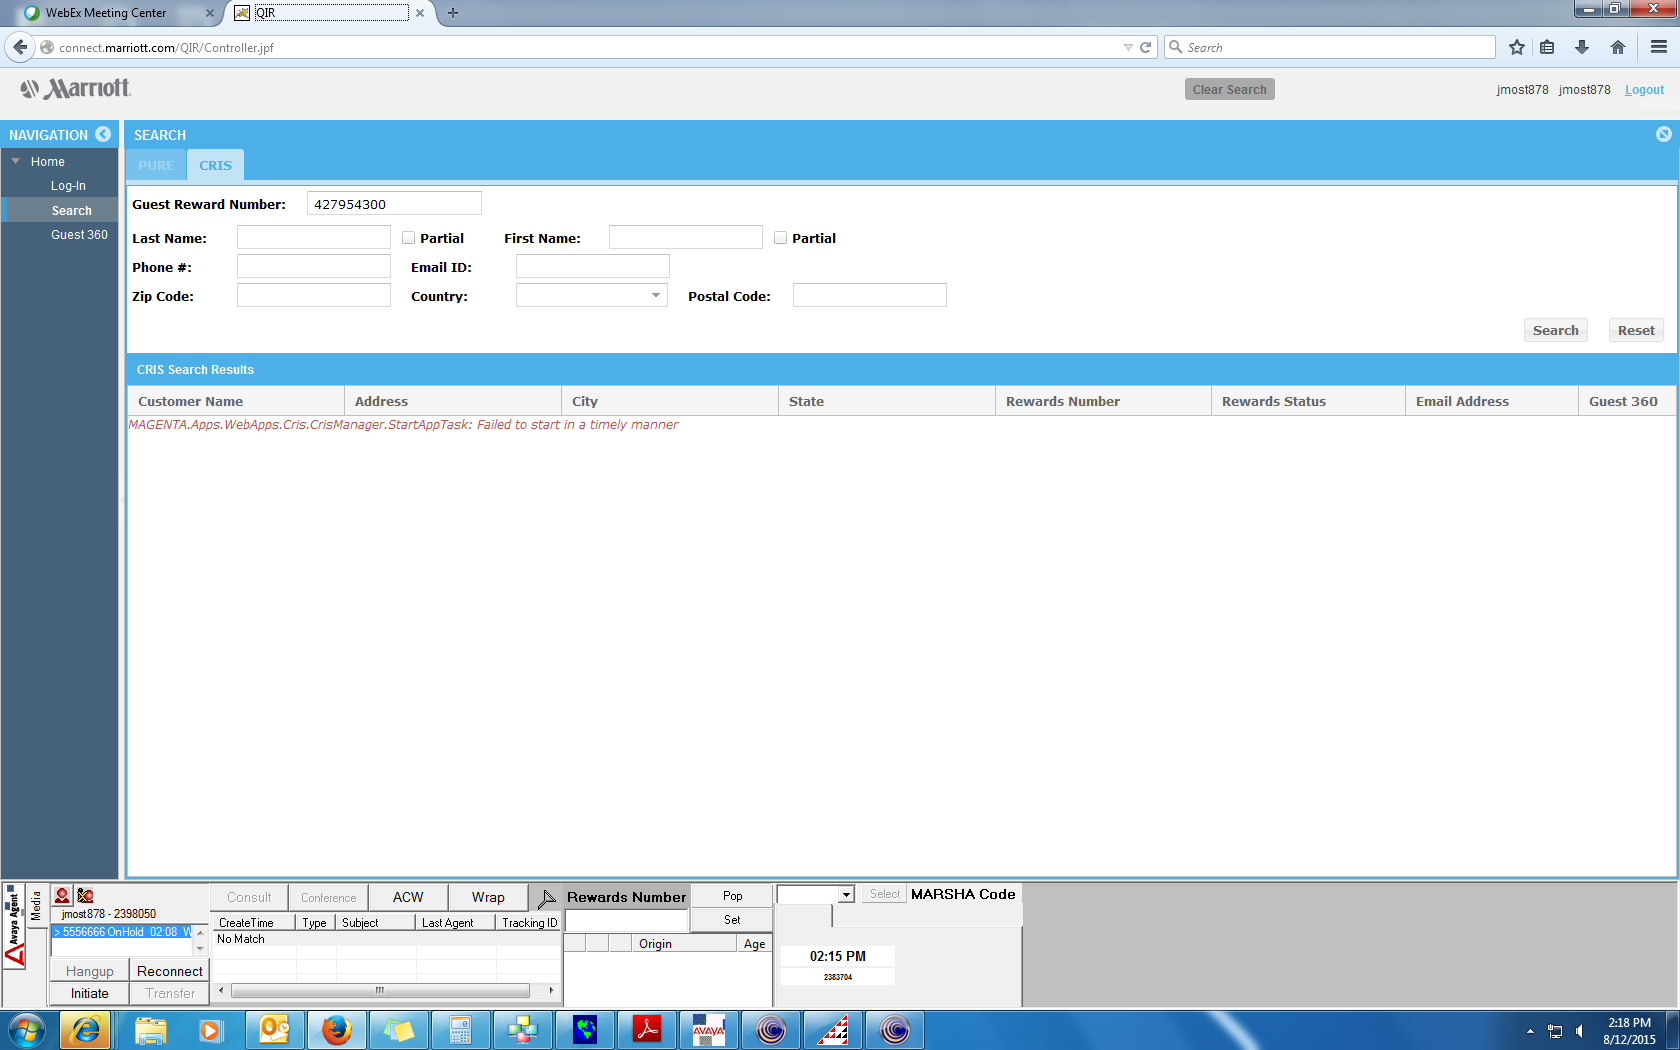 WebEx Meeting Center
QIR
connect.marriott.com/QIR/Controller.jpf
Search
Marriott
Clear Search
jmost878 jmost878 Logout
NAVIGATION
SEARCH
Home
Log-In
Search
Guest 360
PURE
CRIS
Guest Reward Number: 427954300
Last Name: Partial First Name: Partial
Phone #: Email ID:
Zip Code: Country: Postal Code:
Search Reset
CRIS Search Results
Customer Name Address City State Rewards Number Rewards Status Email Address Guest 360
MAGENTA.Apps.WebApps.Cris.CrisManager.StartAppTask: Failed to start in a timely manner
Avaya Agent
Media
jmost878 - 2398050
> 5556666 OnHold 02:08 W
Hangup Reconnect
Initiate Transfer
Consult Conference ACW Wrap
CreateTime Type Subject Last Agent Tracking ID
No Match
Rewards Number
Pop
Set
Origin Age
Select MARSHA Code
02:15 PM
2383704
AVAYA
2:18 PM
8/12/2015